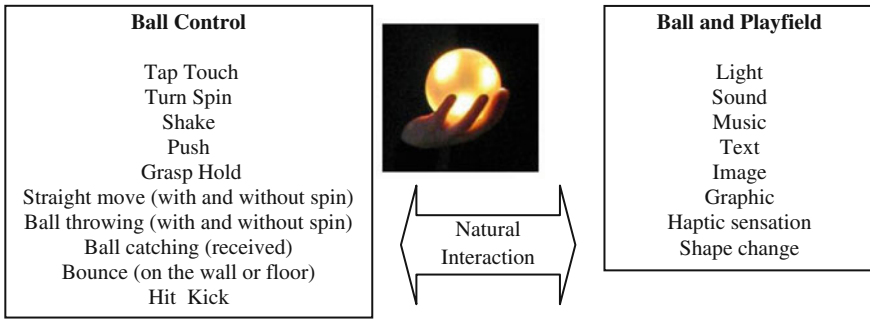 Ball Control
Tap Touch
Turn Spin
Shake
Push
Grasp Hold
Straight move (with and without spin)
Ball throwing (with and without spin)
Ball catching (received)
Bounce (on the wall or floor)
Hit Kick
Natural
Interaction
Ball and Playfield
Light
Sound
Music
Text
Image
Graphic
Haptic sensation
Shape change